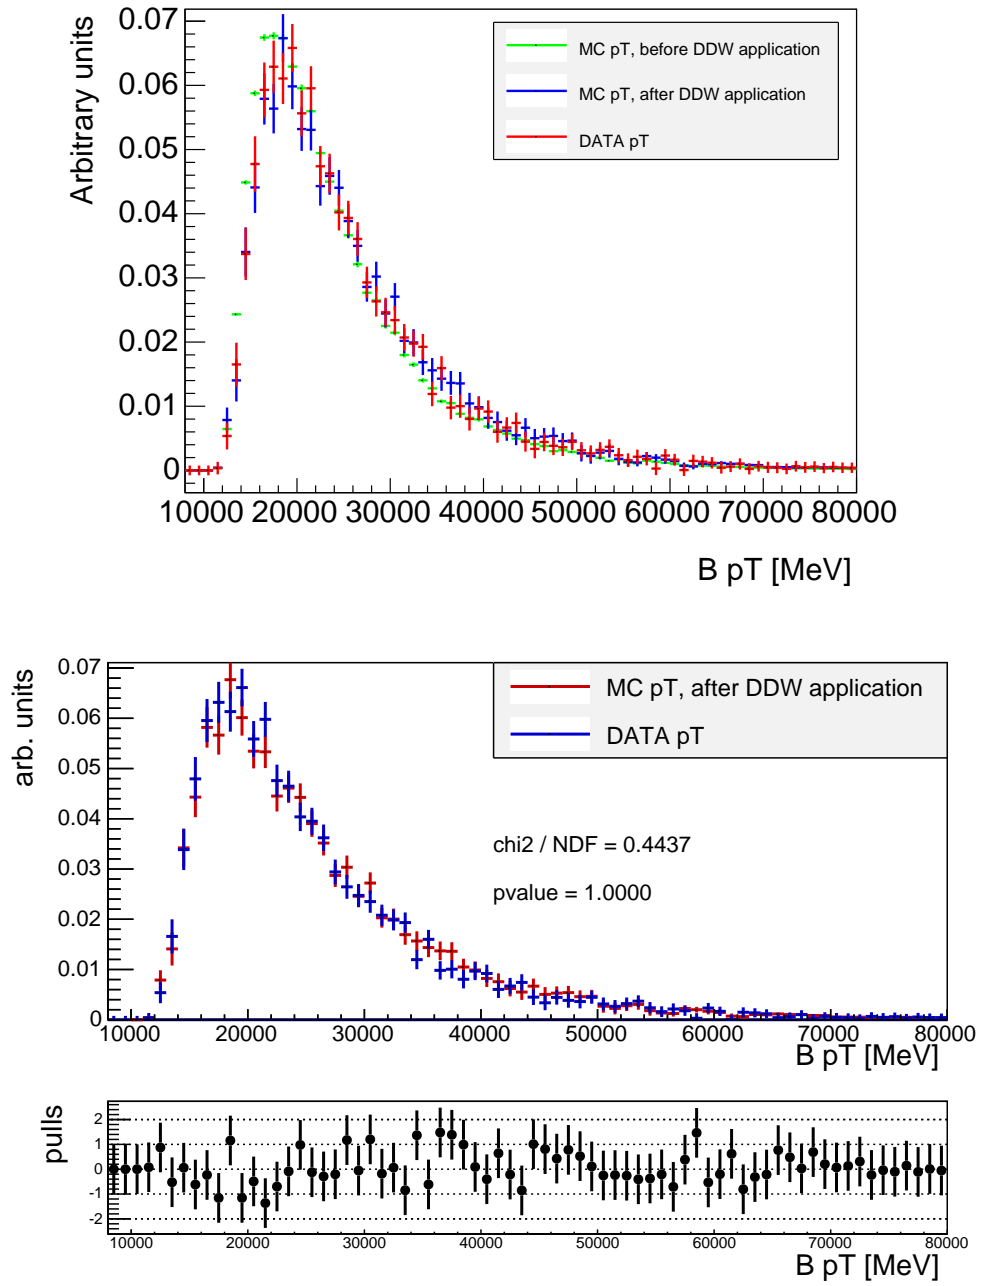 Arbitrary units
0.07
0.06
0.05
0.04
0.03
0.02
0.01
0
MC pT, before DDW application
MC pT, after DDW application
DATA pT
10000 20000 30000 40000 50000 60000 70000 80000
B pT [MeV]
arb. units
0.07
0.06
0.05
0.04
0.03
0.02
0.01
0
MC pT, after DDW application
DATA pT
chi2 / NDF = 0.4437
pvalue = 1.0000
10000 20000 30000 40000 50000 60000 70000 80000
B pT [MeV]
pulls
2
1
0
-1
-2
10000 20000 30000 40000 50000 60000 70000 80000
B pT [MeV]